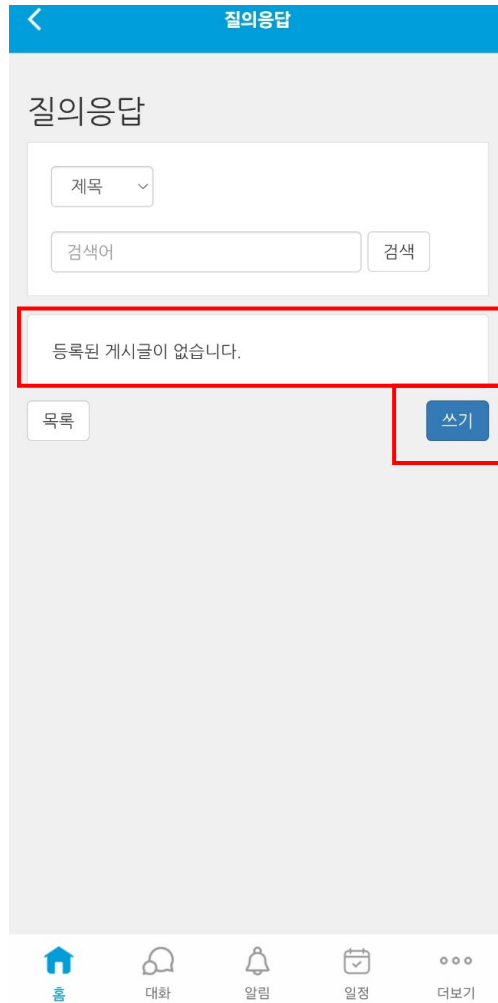 질의응답
질의응답
제목
검색어
검색
등록된 게시글이 없습니다.
목록
쓰기
홈
대화
알림
일정
더보기